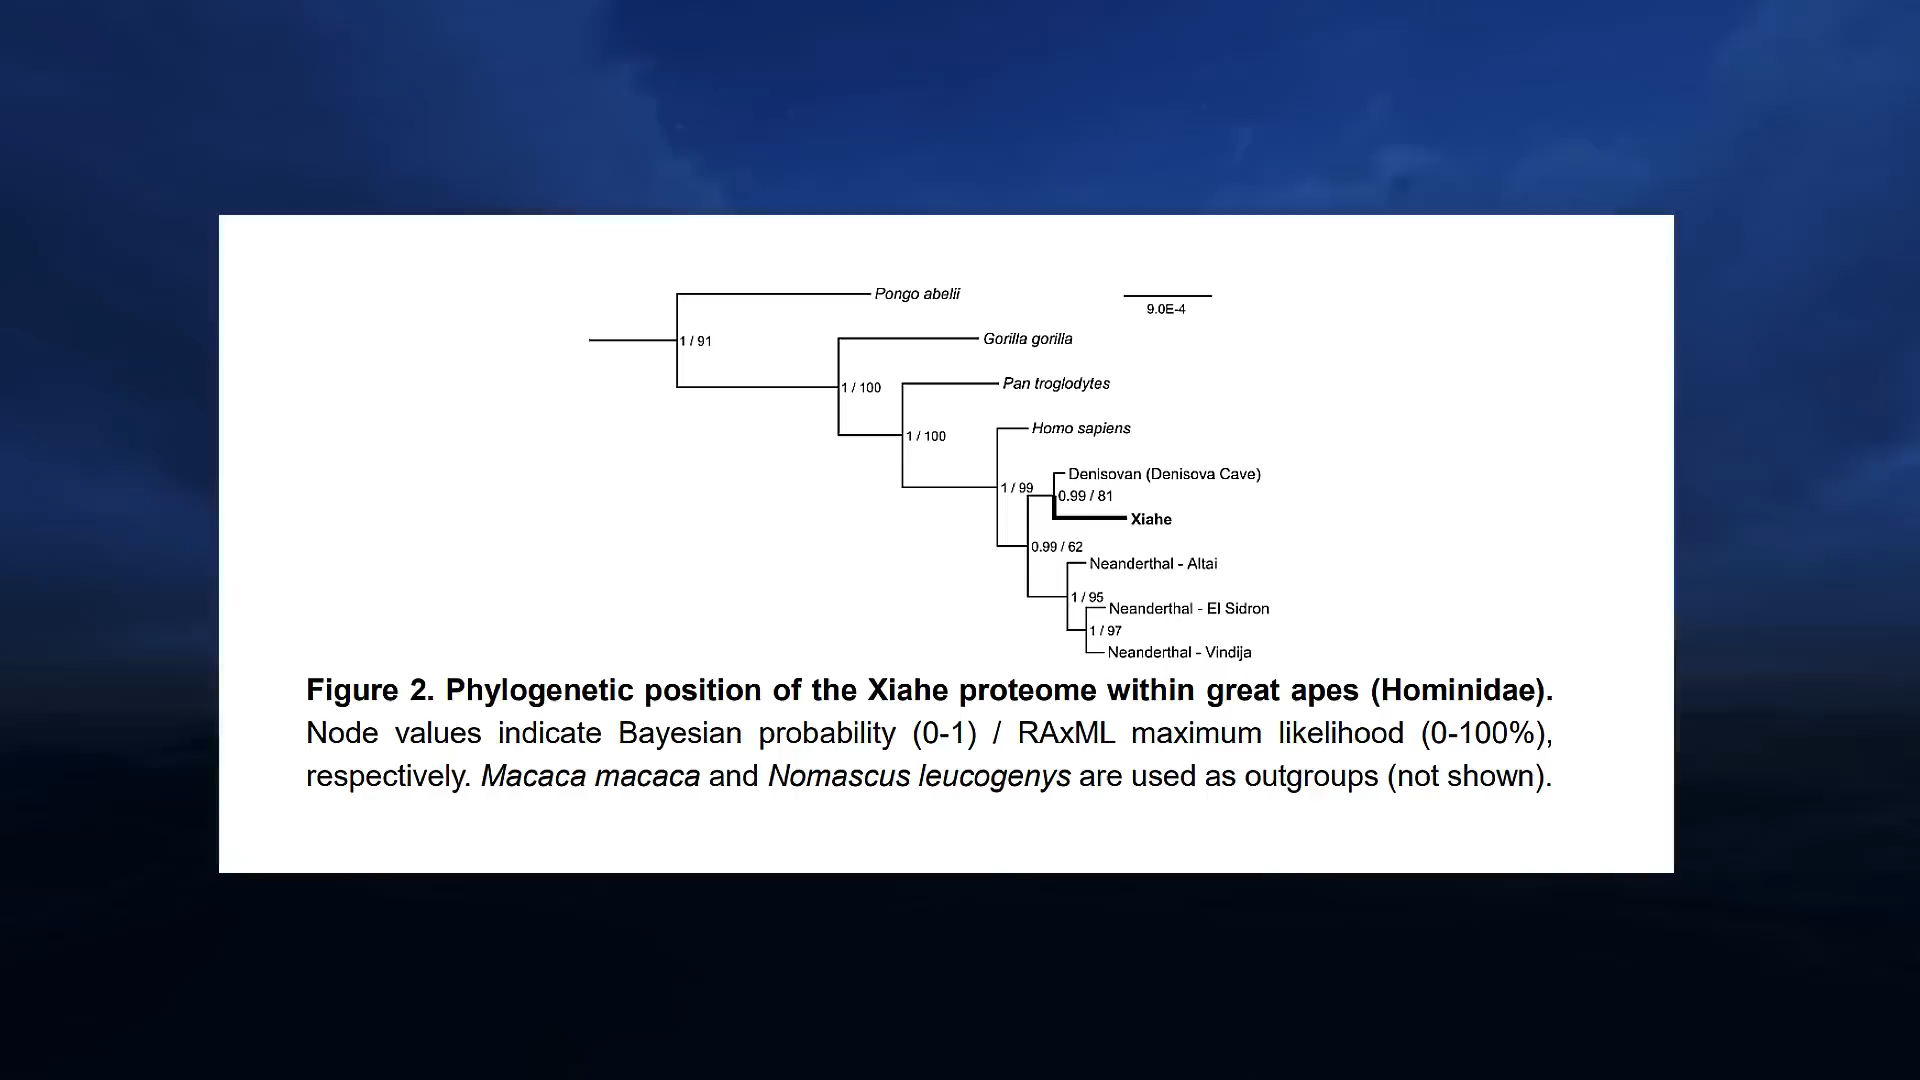 Pongo abelii
9.0E-4
1 / 91
Gorilla gorilla
1 / 100
Pan troglodytes
1 / 100
Homo sapiens
1 / 99
Denisovan (Denisova Cave)
0.99 / 81
Xiahe
0.99 / 62
Neanderthal - Altai
1 / 95
Neanderthal - El Sidron
1 / 97
Neanderthal - Vindija
Figure 2. Phylogenetic position of the Xiahe proteome within great apes (Hominidae).
Node values indicate Bayesian probability (0-1) / RAxML maximum likelihood (0-100%),
respectively. Macaca macaca and Nomascus leucogenys are used as outgroups (not shown).